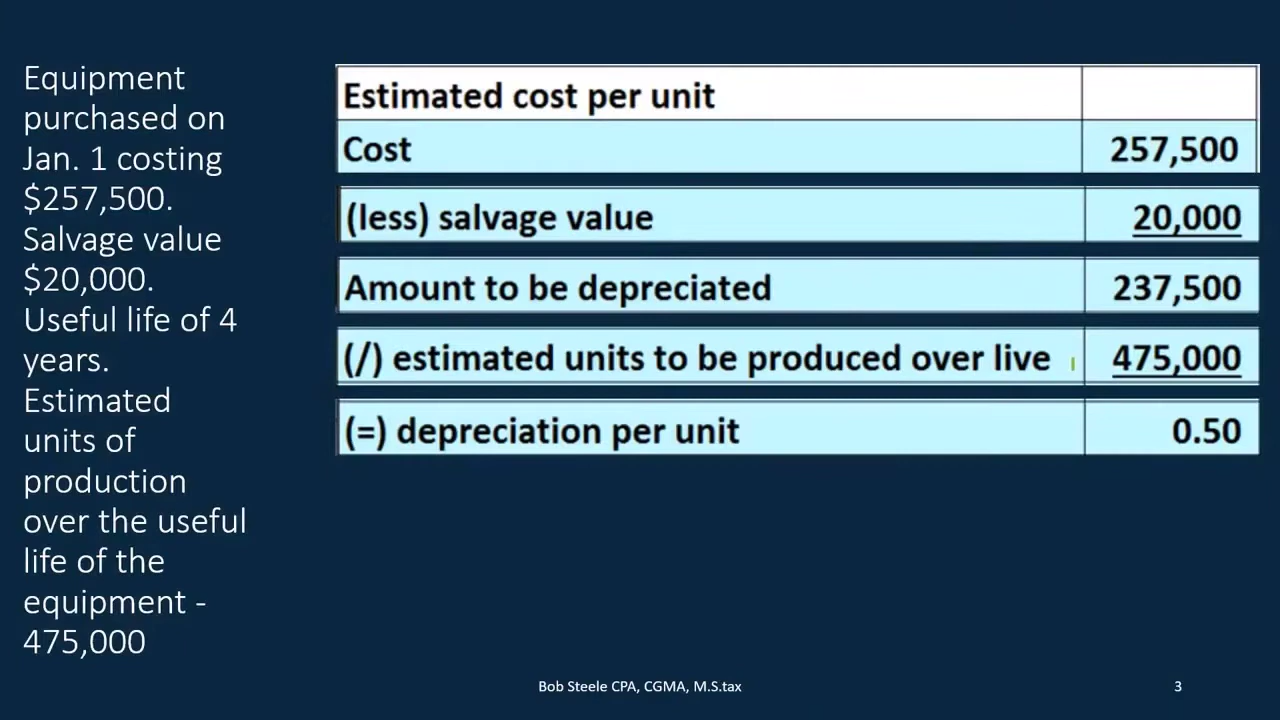 Equipment
purchased on
Jan. 1 costing
$257,500.
Salvage value
$20,000.
Useful life of 4
years.
Estimated
units of
production
over the useful
life of the
equipment -
475,000
Estimated cost per unit
Cost 257,500
(less) salvage value 20,000
Amount to be depreciated 237,500
(/) estimated units to be produced over live 475,000
(=) depreciation per unit 0.50
Bob Steele CPA, CGMA, M.S.tax 3